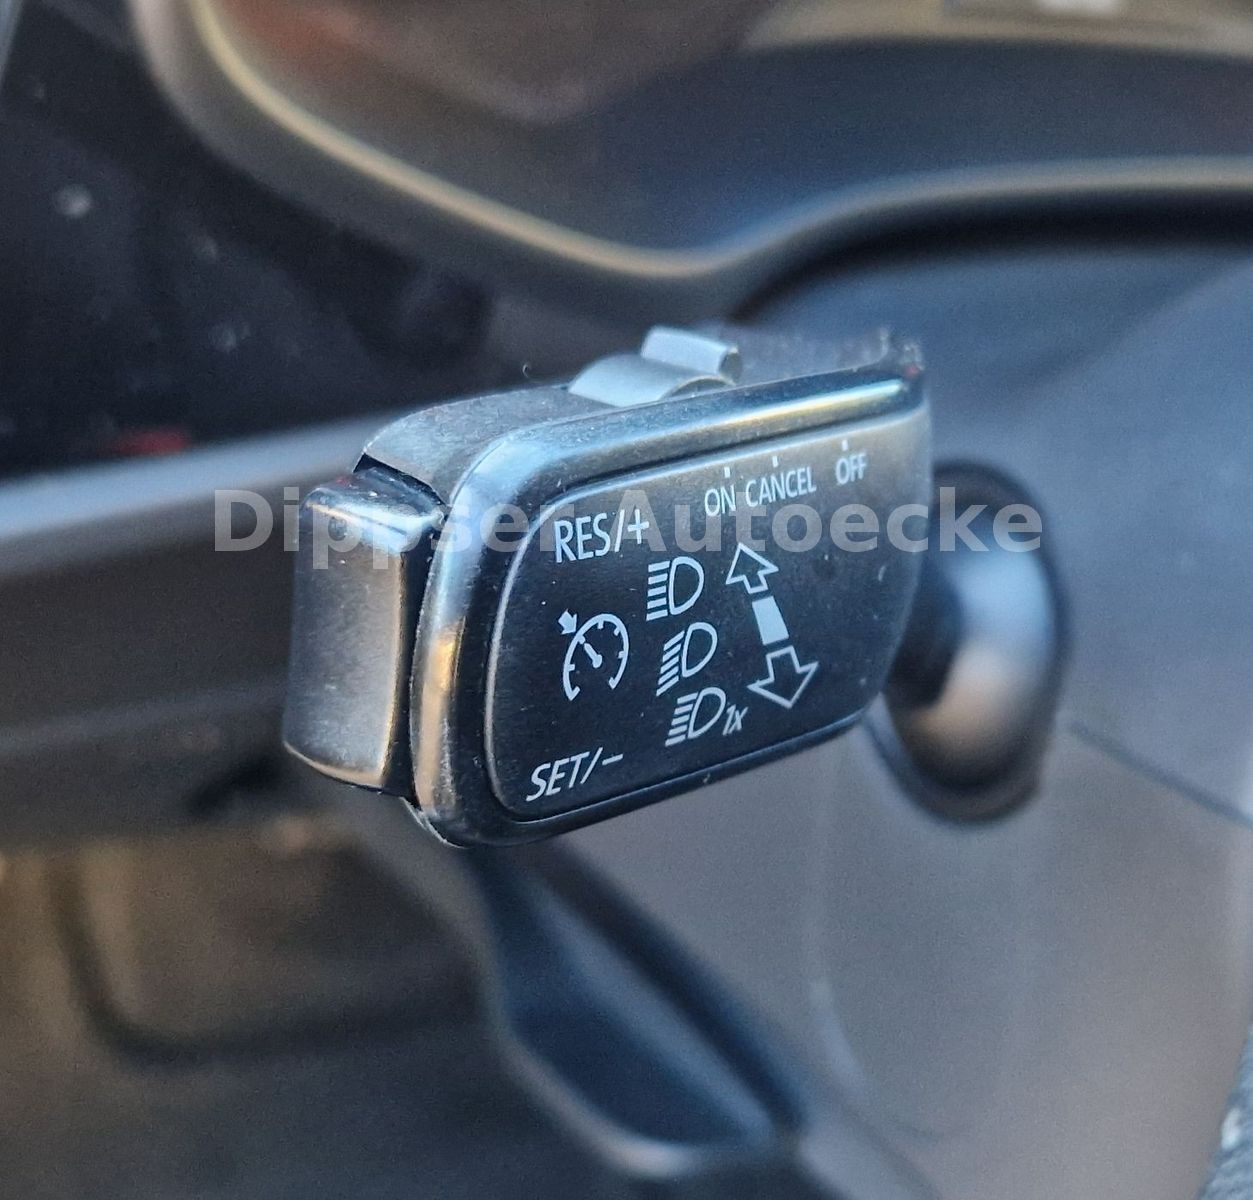 ON CANCEL OFF
Dippser Autoecke
RES/+
1x
SET/−